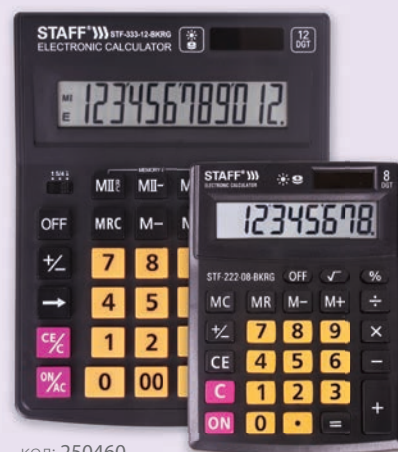 STAFF STF-333-12-BKRG
ELECTRONIC CALCULATOR
12
DGT
MI
E
123456789012.
MEMORY
MII MII-
OFF MRC M-
+/− 7 8
→ 4 5
CE/C 1 2
ON/AC 0 00
STAFF
ELECTRONIC CALCULATOR
8
DGT
12345678.
STF-222-08-BKRG OFF √ %
MC MR M- M+ ÷
+/− 7 8 9 ×
CE 4 5 6 −
C 1 2 3 +
ON 0 • =
код: 250460